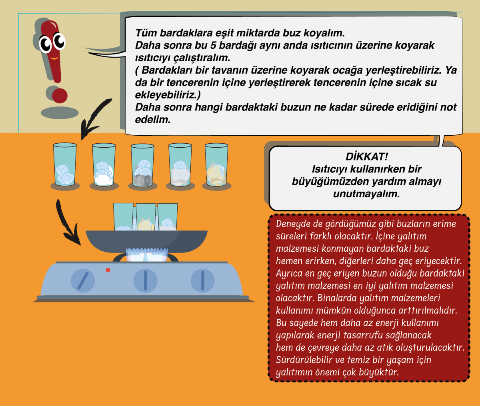 Tüm bardaklara eşit miktarda buz koyalım.
Daha sonra bu 5 bardağı aynı anda ısıtıcının üzerine koyarak
ısıtıcıyı çalıştıralım.
( Bardakları bir tavanın üzerine koyarak ocağa yerleştirebiliriz. Ya
da bir tencerenin içine yerleştirerek tencerenin içine sıcak su
ekleyebiliriz.)
Daha sonra hangi bardaktaki buzun ne kadar sürede eridiğini not
edelim.
DİKKAT!
Isıtıcıyı kullanırken bir
büyüğümüzden yardım almayı
unutmayalım.
Deneyde de gördüğümüz gibi buzların erime
süreleri farklı olacaktır. İçine yalıtım
malzemesi konmayan bardaktaki buz
hemen erirken, diğerleri daha geç eriyecektir.
Ayrıca en geç eriyen buzun olduğu bardaktaki
yalıtım malzemesi en iyi yalıtım malzemesi
olacaktır. Binalarda yalıtım malzemeleri
kullanımı mümkün olduğunca arttırılmalıdır.
Bu sayede hem daha az enerji kullanımı
yapılarak enerji tasarrufu sağlanacak
hem de çevreye daha az atık oluşturulacaktır.
Sürdürülebilir ve temiz bir yaşam için
yalıtımın önemi çok büyüktür.